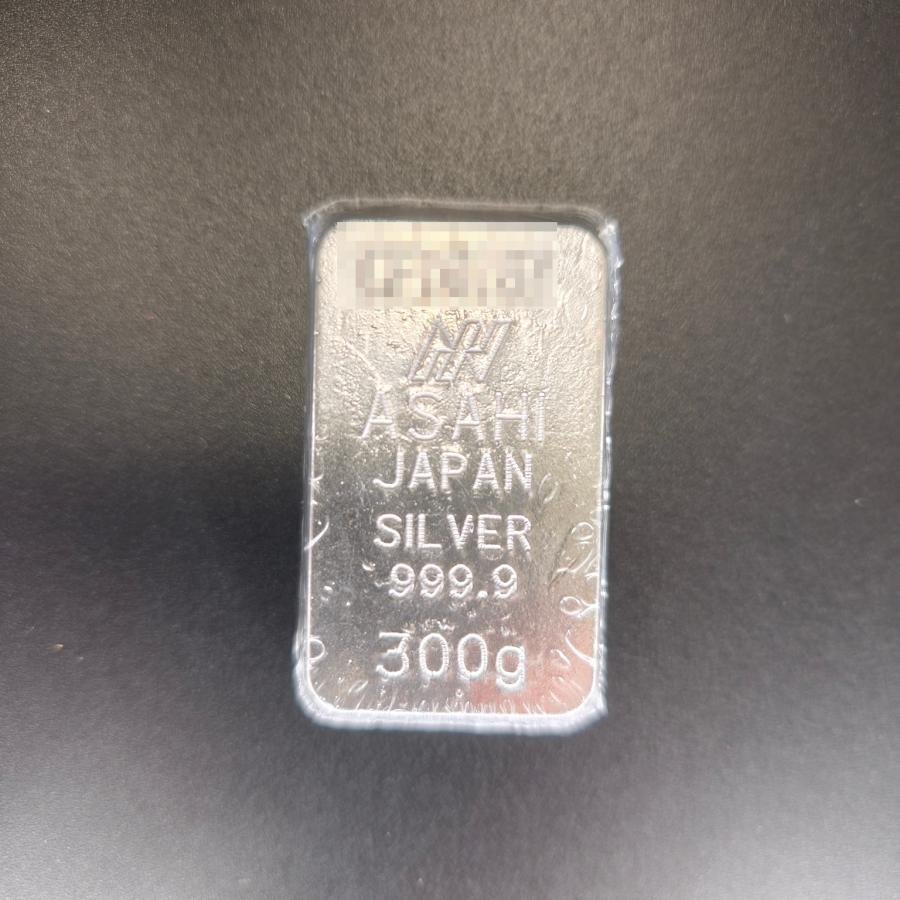 ASAHI
JAPAN
SILVER
999.9
300g